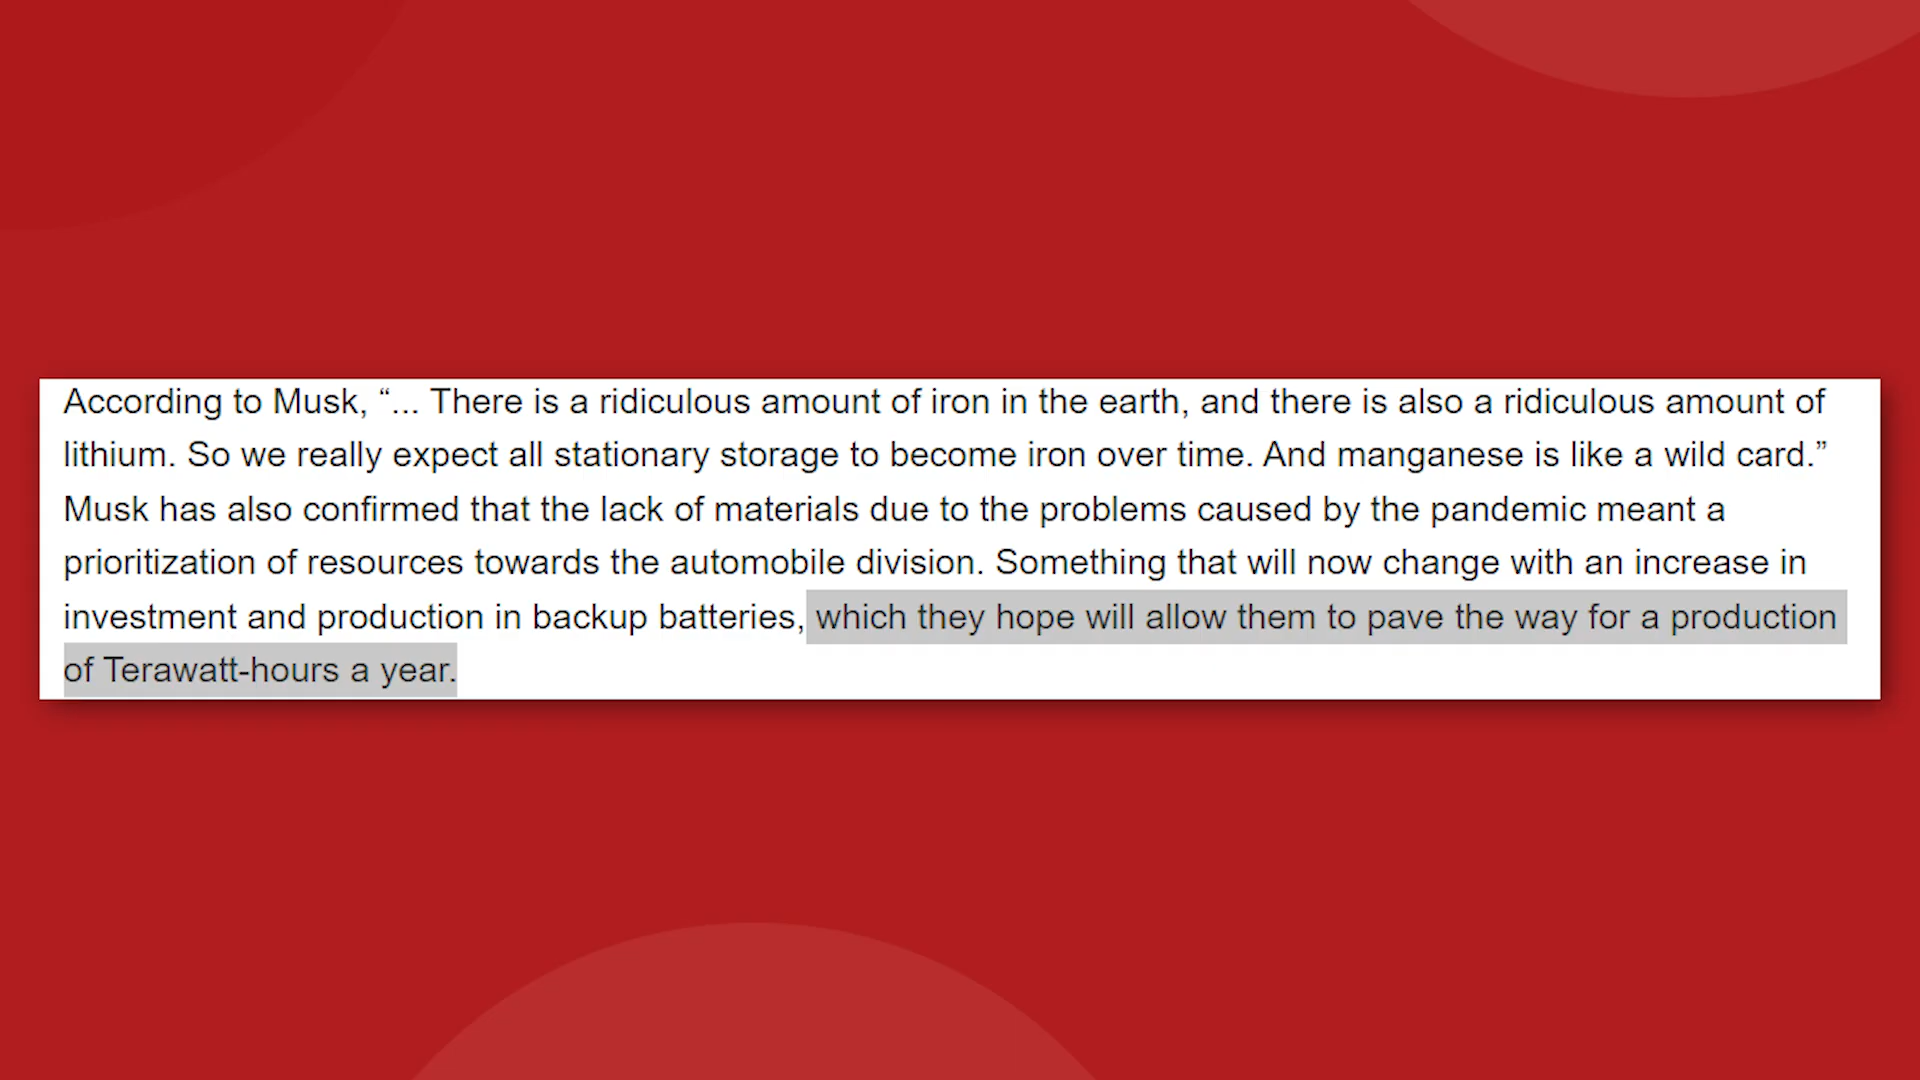 According to Musk, “... There is a ridiculous amount of iron in the earth, and there is also a ridiculous amount of
lithium. So we really expect all stationary storage to become iron over time. And manganese is like a wild card.”
Musk has also confirmed that the lack of materials due to the problems caused by the pandemic meant a
prioritization of resources towards the automobile division. Something that will now change with an increase in
investment and production in backup batteries, which they hope will allow them to pave the way for a production
of Terawatt-hours a year.